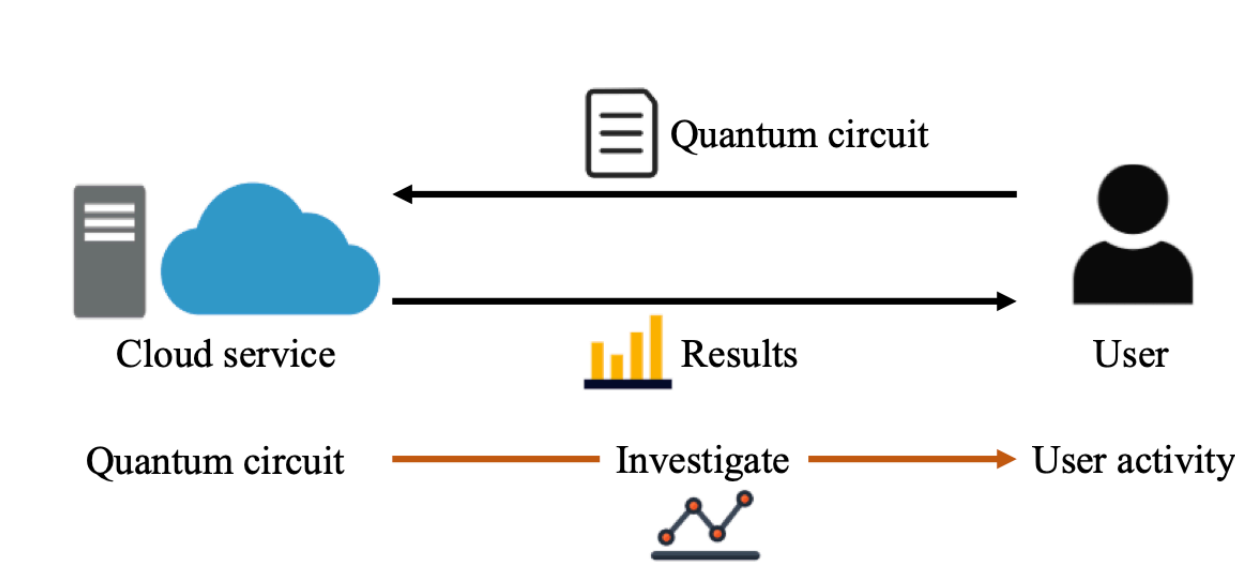 Quantum circuit
Cloud service
Results
User
Quantum circuit
Investigate
User activity